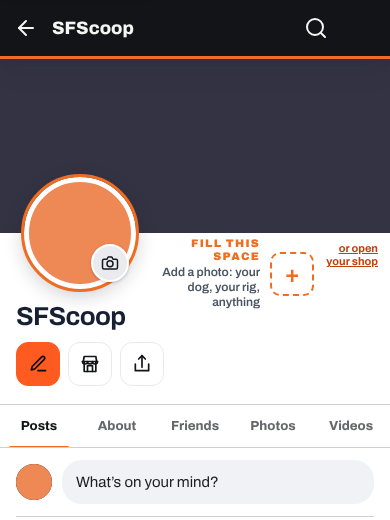 SFScoop
FILL THIS
SPACE
Add a photo: your
dog, your rig,
anything
+
or open
your shop
SFScoop
Posts About Friends Photos Videos
What's on your mind?